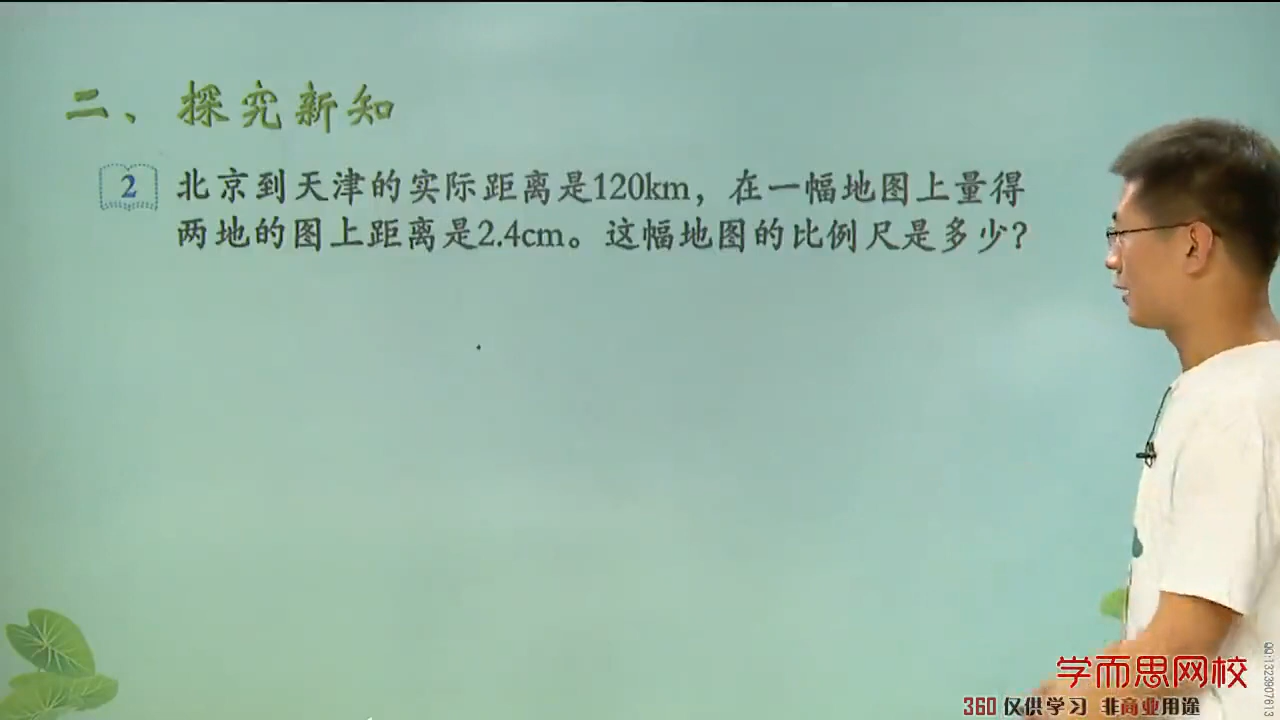 二、探究新知
2 北京到天津的实际距离是120km，在一幅地图上量得
两地的图上距离是2.4cm。这幅地图的比例尺是多少？
学而思网校
360 仅供学习 非商业用途
QQ:1323907613